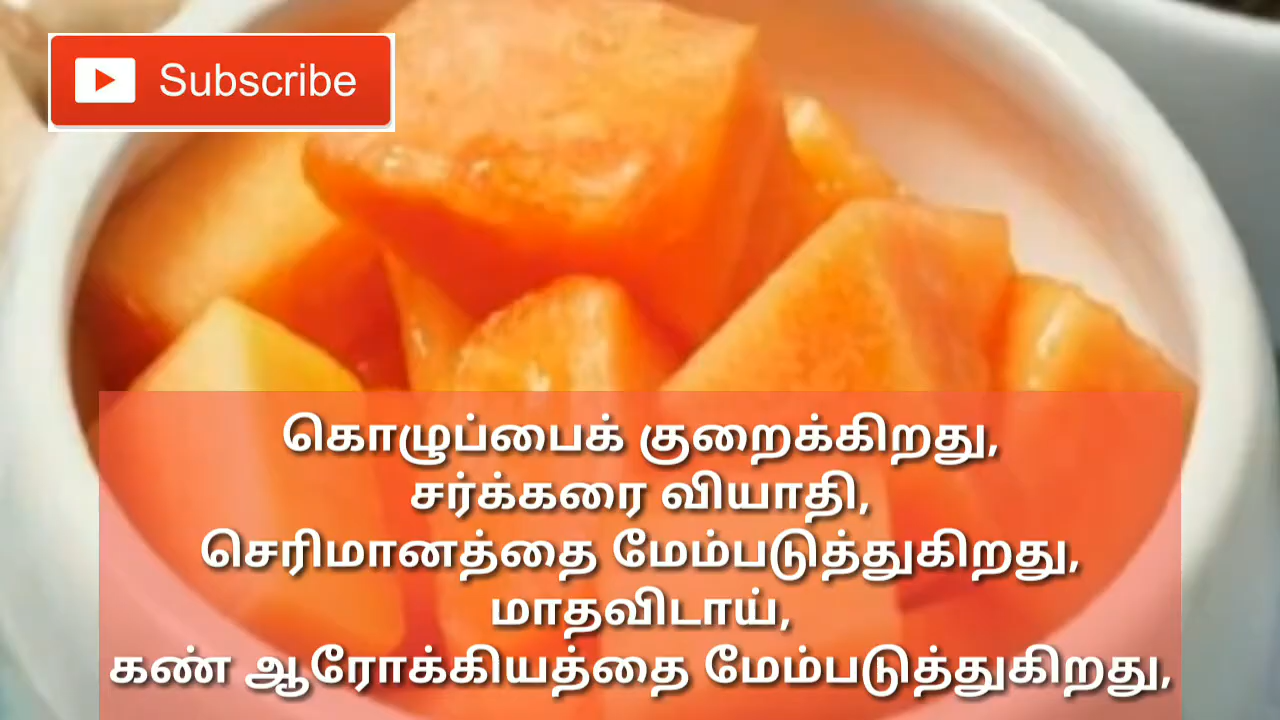 Subscribe
கொழுப்பைக் குறைக்கிறது,
சர்க்கரை வியாதி,
செரிமானத்தை மேம்படுத்துகிறது,
மாதவிடாய்,
கண் ஆரோக்கியத்தை மேம்படுத்துகிறது,